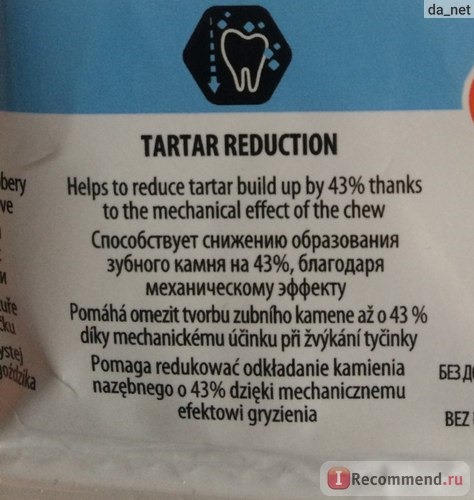 da_net
TARTAR REDUCTION
Helps to reduce tartar build up by 43% thanks
to the mechanical effect of the chew
Способствует снижению образования
зубного камня на 43%, благодаря
механическому эффекту
Pomáhá omezit tvorbu zubního kamene až o 43 %
díky mechanickému účinku při žvýkání tyčinky
Pomaga redukować odkładanie kamienia
nazębnego o 43% dzięki mechanicznemu
efektowi gryzienia
BEZ
IRecommend.ru